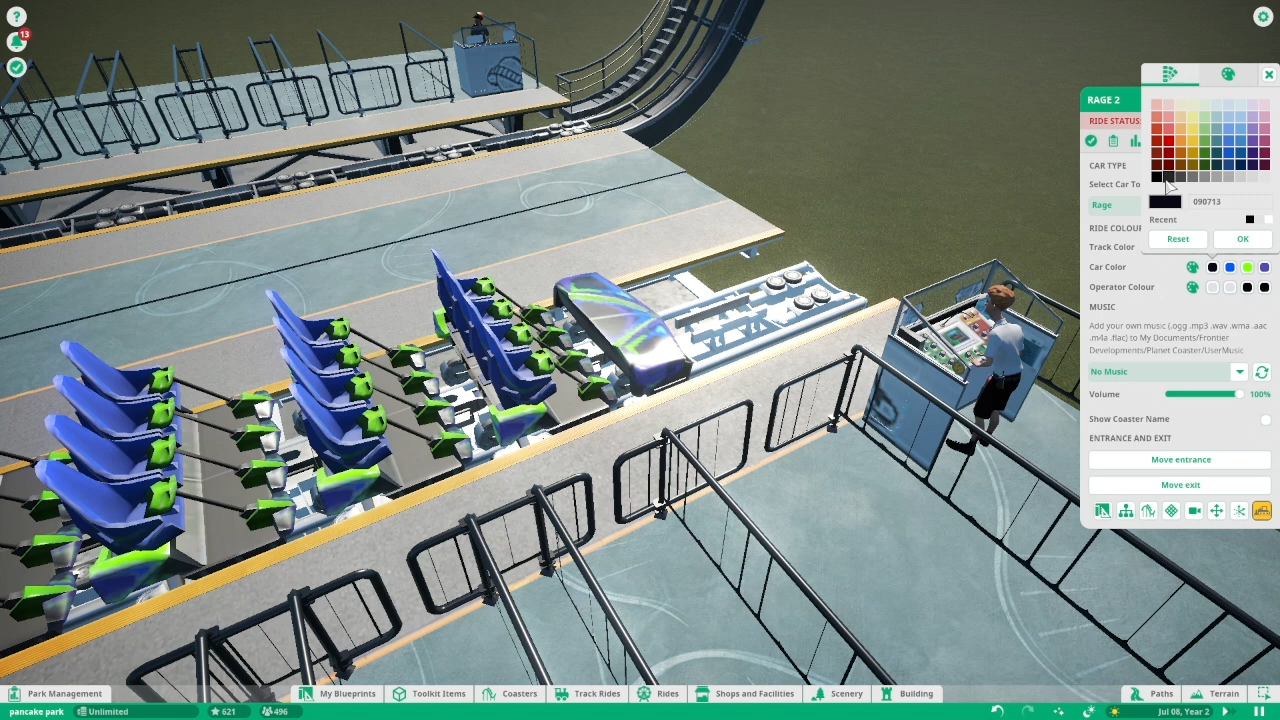 ?
13
RAGE 2
RIDE STATUS:
CAR TYPE
Select Car To
Rage
RIDE COLOUR
Track Color
090713
Recent
Reset
OK
Car Color
Operator Colour
MUSIC
Add your own music (.ogg .mp3 .wav .wma .aac
.m4a .flac) to My Documents/Frontier
Developments/Planet Coaster/UserMusic
No Music
Volume
100%
Show Coaster Name
ENTRANCE AND EXIT
Move entrance
Move exit
Park Management
My Blueprints
Toolkit Items
Coasters
Track Rides
Rides
Shops and Facilities
Scenery
Building
Paths
Terrain
pancake park
Unlimited
621
496
Jul 08, Year 2